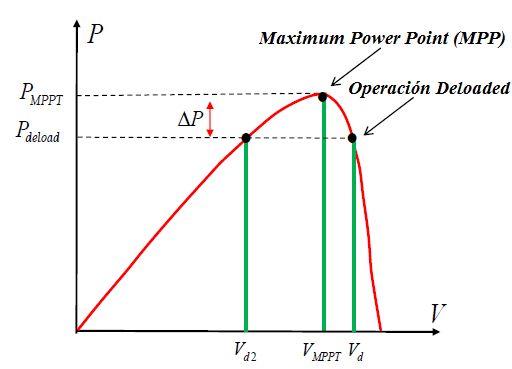 P
Maximum Power Point (MPP)
Operación Deloaded
P_MPPT
ΔP
P_deload
V
V_d2
V_MPPT
V_d